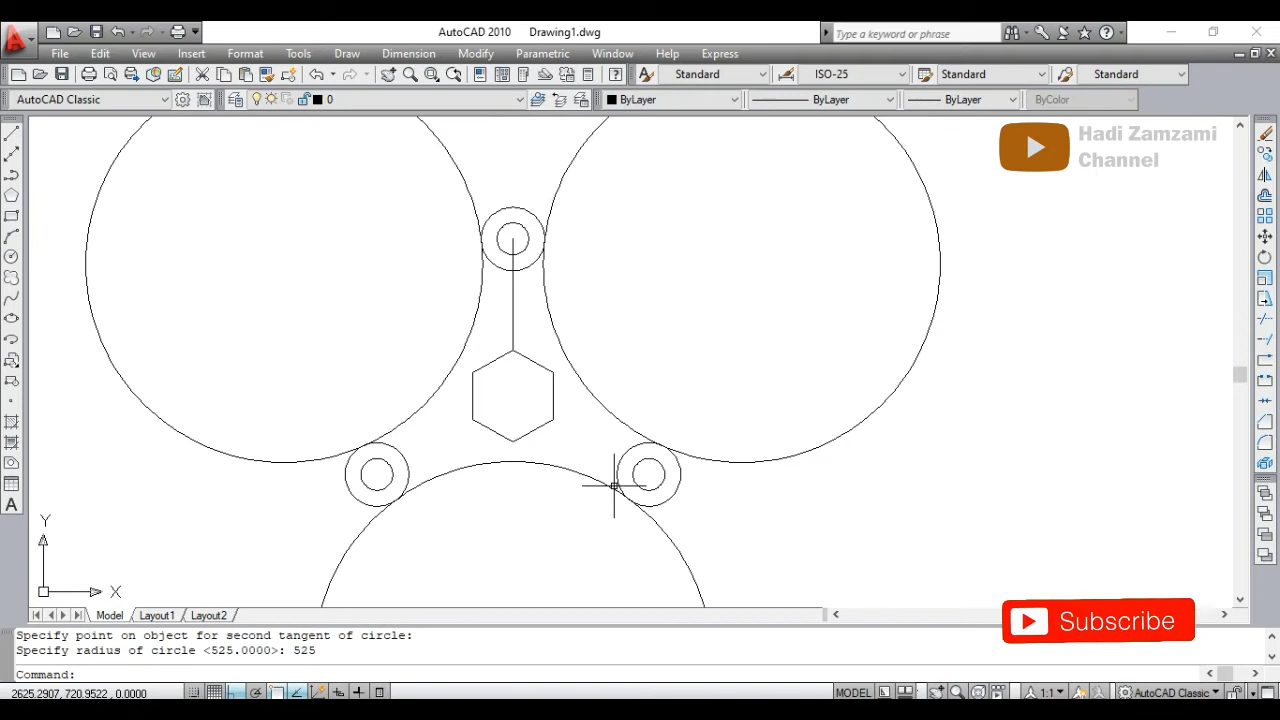 AutoCAD 2010 Drawing1.dwg
Type a keyword or phrase
File Edit View Insert Format Tools Draw Dimension Modify Parametric Window Help Express
Standard ISO-25 Standard Standard
AutoCAD Classic 0 ByLayer ByLayer ByLayer ByColor
Hadi Zamzami
Channel
Y
X
Model Layout1 Layout2
Subscribe
Specify point on object for second tangent of circle:
Specify radius of circle <525.0000>: 525
Command:
2625.2907, 720.9522, 0.0000 MODEL 1:1 AutoCAD Classic